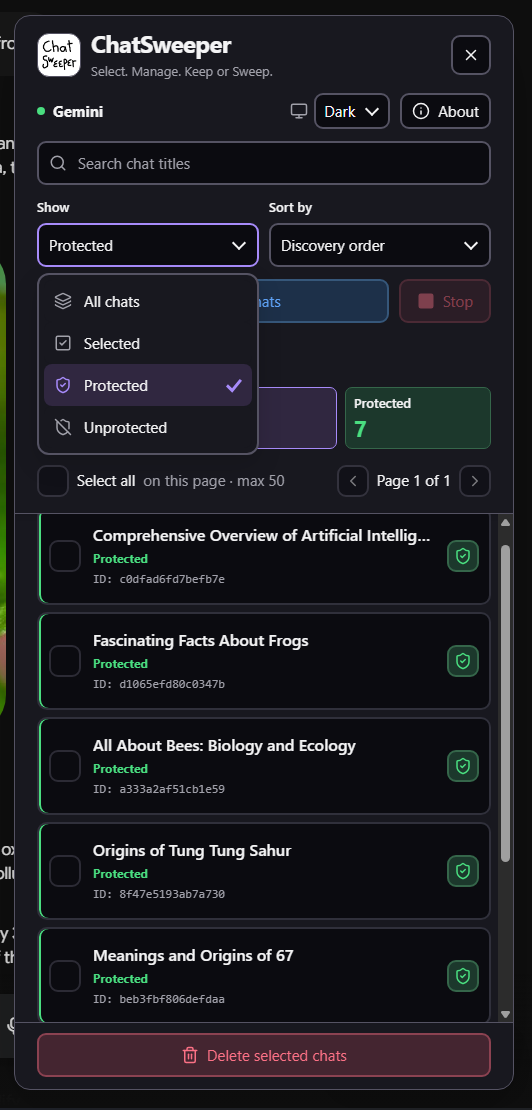 Chat
Sweeper
ChatSweeper
Select. Manage. Keep or Sweep.
Gemini
Dark
About
Search chat titles
Show
Sort by
Protected
Discovery order
All chats
Selected
Protected
Unprotected
Stop
Protected
7
Select all on this page · max 50
Page 1 of 1
Comprehensive Overview of Artificial Intellig...
Protected
ID: c0dfad6fd7befb7e
Fascinating Facts About Frogs
Protected
ID: d1065efd80c0347b
All About Bees: Biology and Ecology
Protected
ID: a333a2af51cb1e59
Origins of Tung Tung Sahur
Protected
ID: 8f47e5193ab7a730
Meanings and Origins of 67
Protected
ID: beb3fbf806defdaa
Delete selected chats